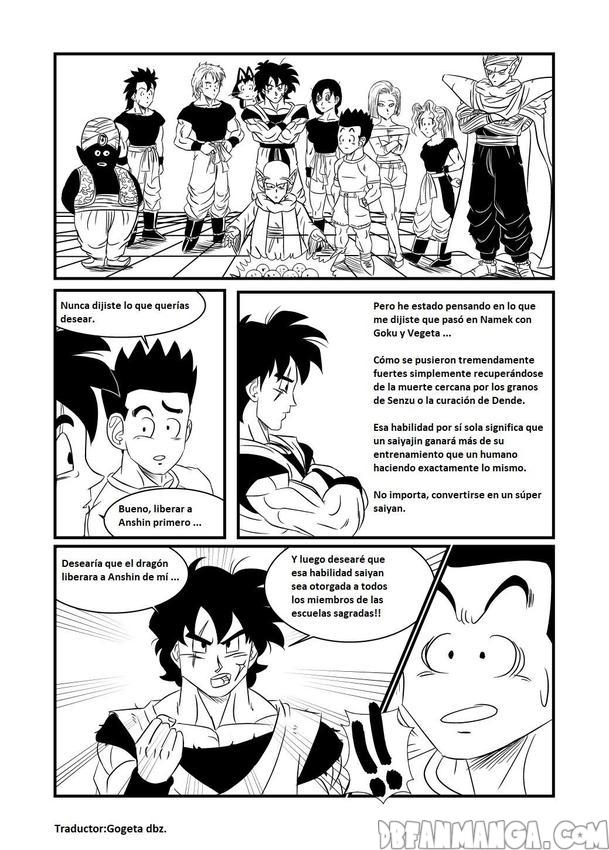 Nunca dijiste lo que querías
desear.
Bueno, liberar a
Anshin primero ...
Pero he estado pensando en lo que
me dijiste que pasó en Namek con
Goku y Vegeta ...
Cómo se pusieron tremendamente
fuertes simplemente recuperándose
de la muerte cercana por los granos
de Senzu o la curación de Dende.
Esa habilidad por sí sola significa que
un saiyajin ganará más de su
entrenamiento que un humano
haciendo exactamente lo mismo.
No importa, convertirse en un súper
saiyan.
Desearía que el dragón
liberara a Anshin de mí ...
Y luego desearé que
esa habilidad saiyan
sea otorgada a todos
los miembros de las
escuelas sagradas!!
!!
Traductor:Gogeta dbz.
DBFANMANGA.COM